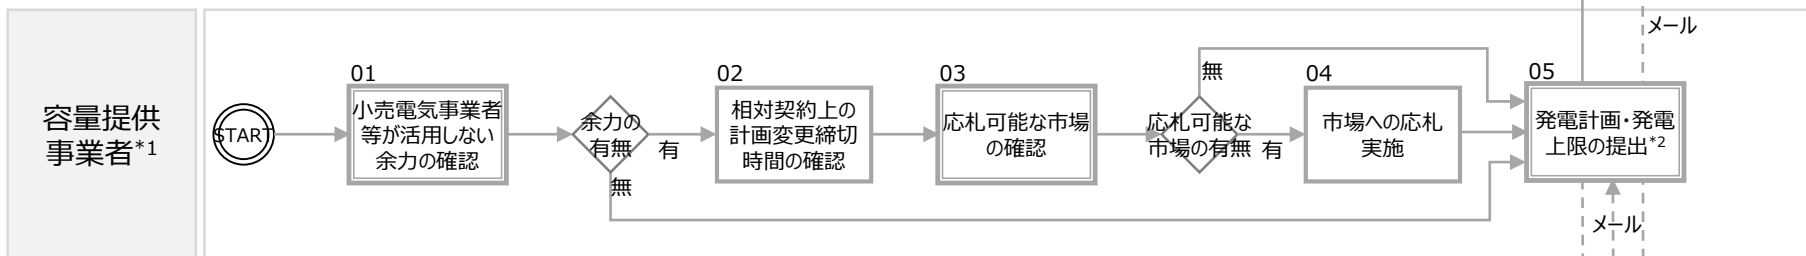 容量提供
事業者*1
START
01
小売電気事業者
等が活用しない
余力の確認
余力の
有無
有
無
02
相対契約上の
計画変更締切
時間の確認
03
応札可能な市場
の確認
無
応札可能な
市場の有無
有
04
市場への応札
実施
05
発電計画・発電
上限の提出*2
メール
メール